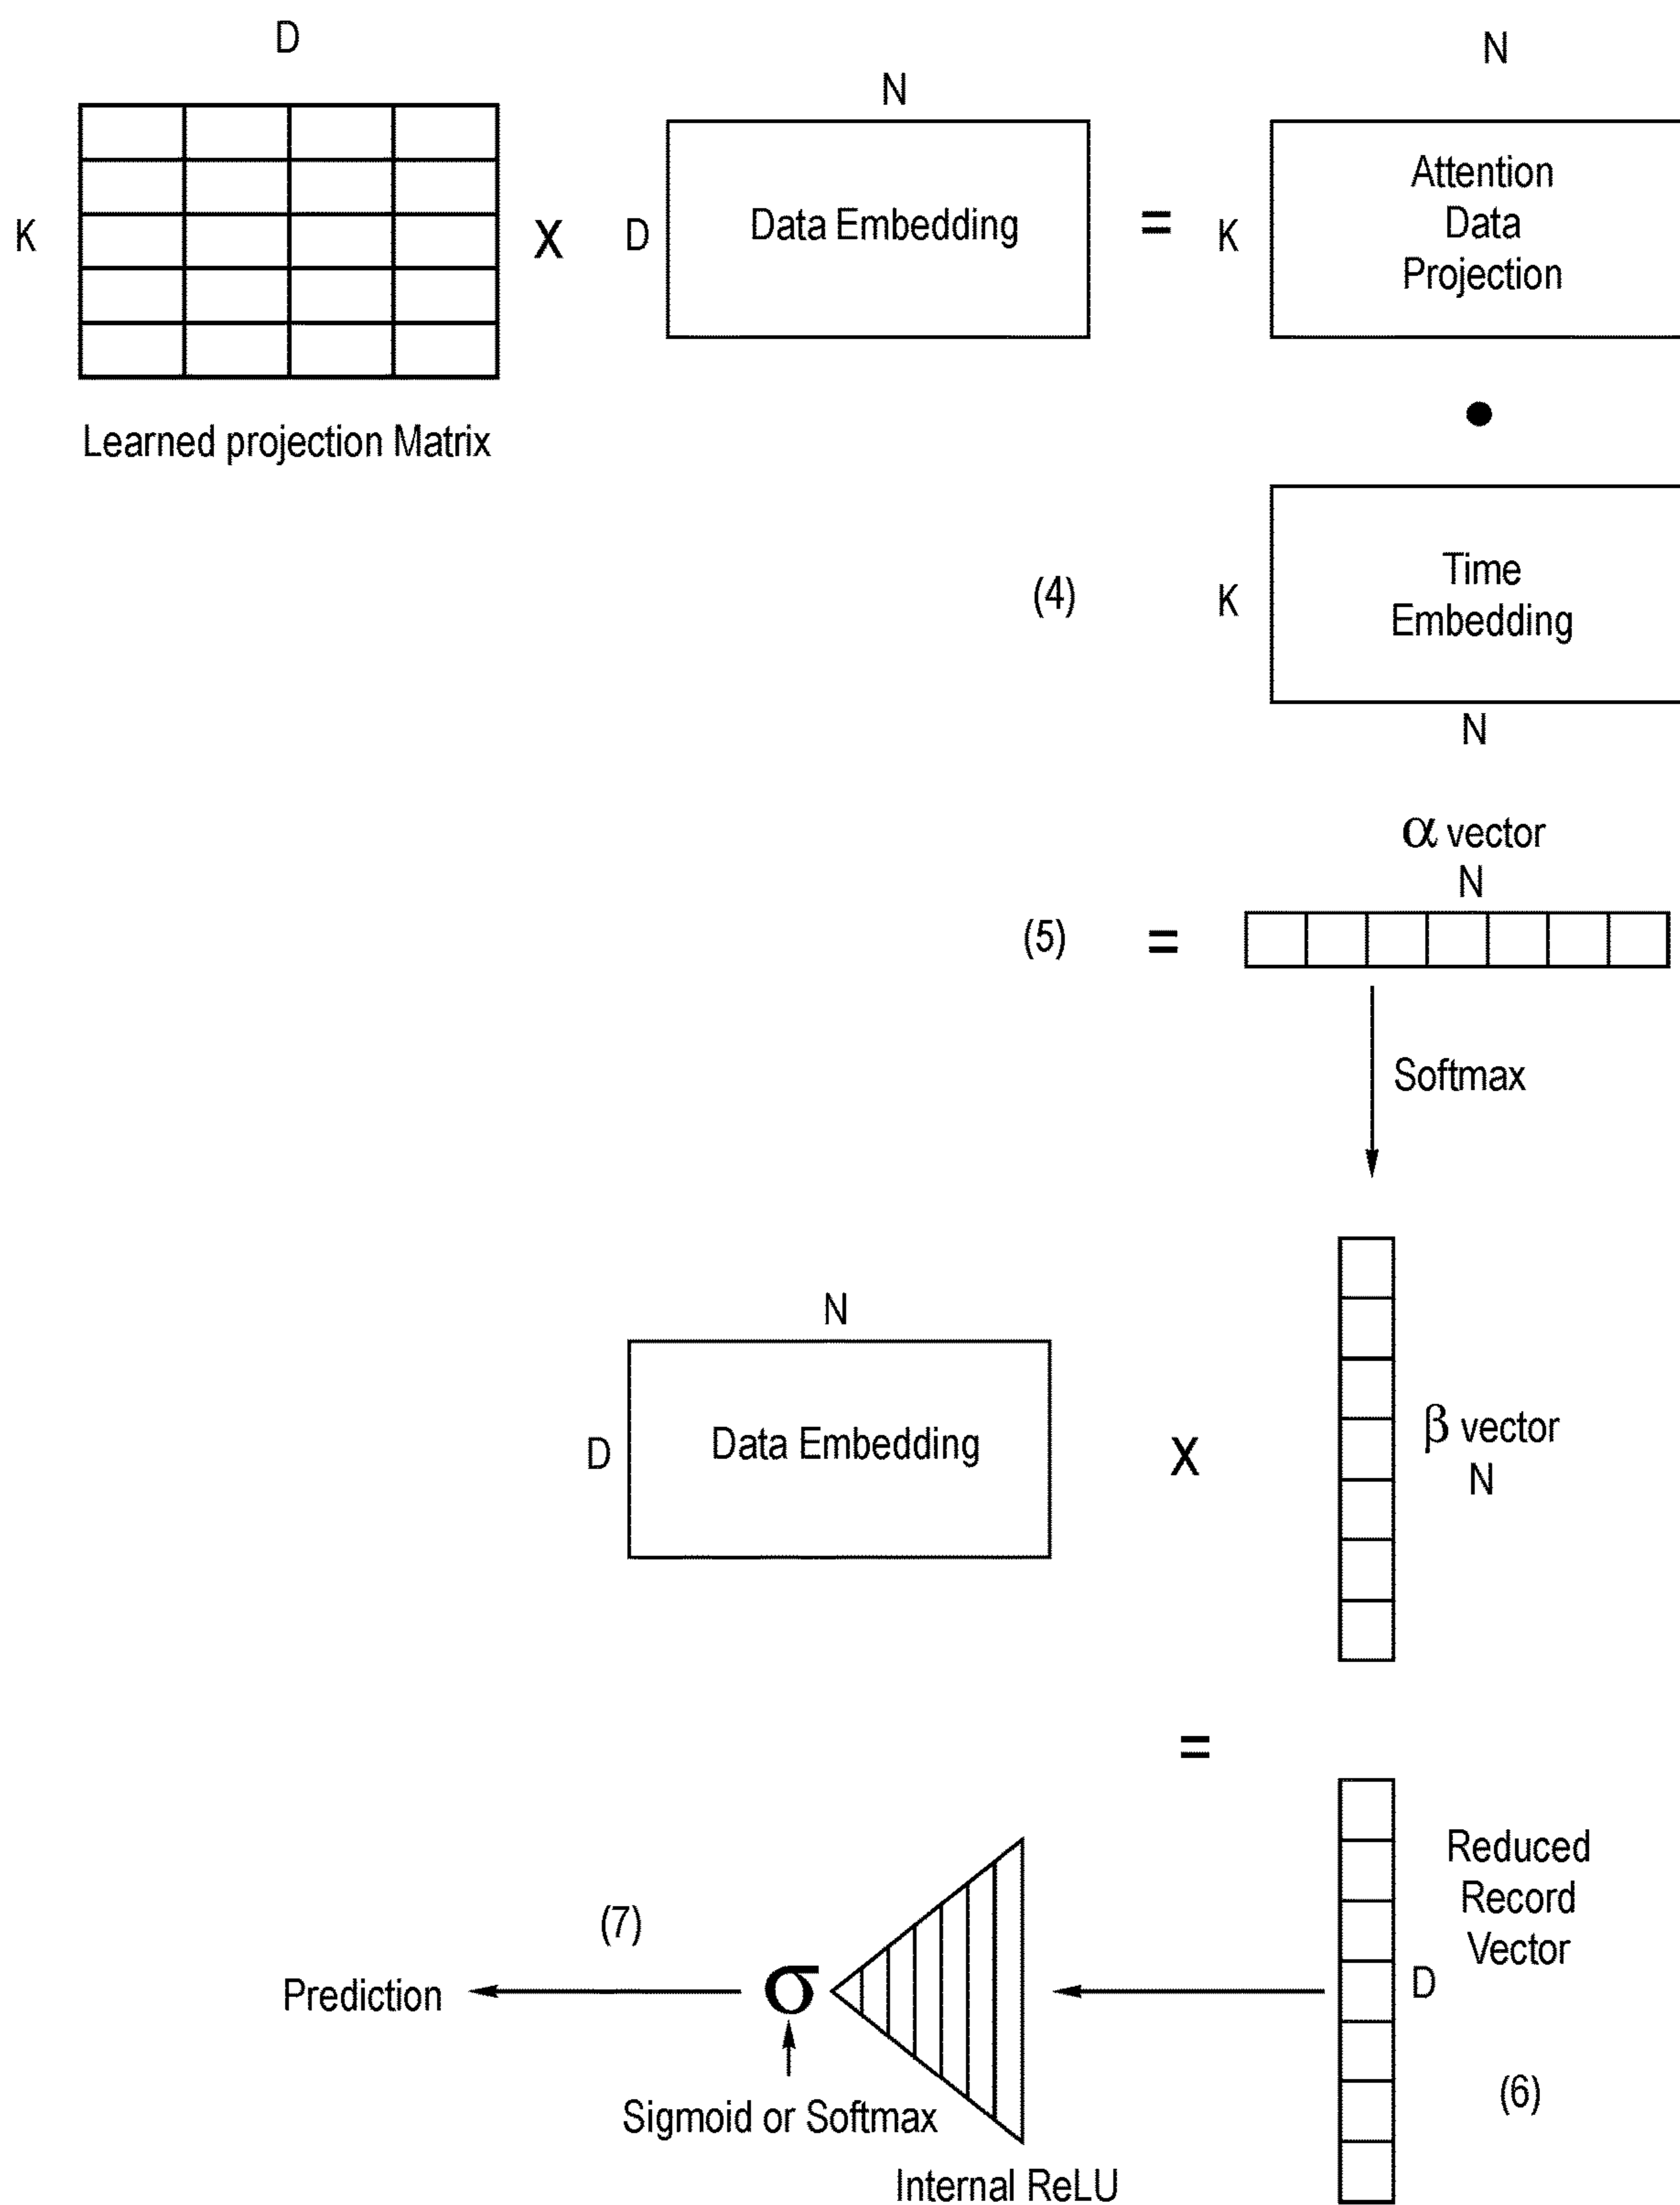 D
N
N
K
X
D
Data Embedding
=
K
Attention
Data
Projection
Learned projection Matrix
•
(4)
K
Time
Embedding
N
α vector
N
(5)
=
Softmax
N
D
Data Embedding
X
β vector
N
=
Reduced
Record
Vector
D
(6)
(7)
Prediction
σ
Sigmoid or Softmax
Internal ReLU